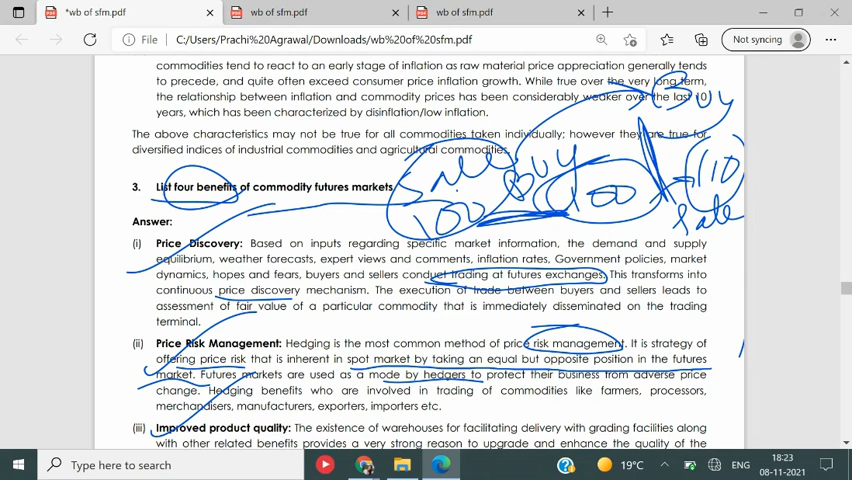 *wb of sfm.pdf
wb of sfm.pdf
wb of sfm.pdf
File
C:/Users/Prachi%20Agrawal/Downloads/wb%20of%20sfm.pdf
Not syncing
commodities tend to react to an early stage of inflation as raw material price appreciation generally tends
to precede, and quite often exceed consumer price inflation growth. While true over the very long term,
the relationship between inflation and commodity prices has been considerably weaker over the last 10
years, which has been characterized by disinflation/low inflation.
The above characteristics may not be true for all commodities taken individually; however they are true for
diversified indices of industrial commodities and agricultural commodities.
Buy
Sale
100
Buy
100
110
Sale
3. List four benefits of commodity futures markets
Answer:
(i) Price Discovery: Based on inputs regarding specific market information, the demand and supply
equilibrium, weather forecasts, expert views and comments, inflation rates, Government policies, market
dynamics, hopes and fears, buyers and sellers conduct trading at futures exchanges. This transforms into
continuous price discovery mechanism. The execution of trade between buyers and sellers leads to
assessment of fair value of a particular commodity that is immediately disseminated on the trading
terminal.
(ii) Price Risk Management: Hedging is the most common method of price risk management. It is strategy of
offering price risk that is inherent in spot market by taking an equal but opposite position in the futures
market. Futures markets are used as a mode by hedgers to protect their business from adverse price
change. Hedging benefits who are involved in trading of commodities like farmers, processors,
merchandisers, manufacturers, exporters, importers etc.
(iii) Improved product quality: The existence of warehouses for facilitating delivery with grading facilities along
with other related benefits provides a very strong reason to upgrade and enhance the quality of the
Type here to search
19°C
ENG
18:23
08-11-2021